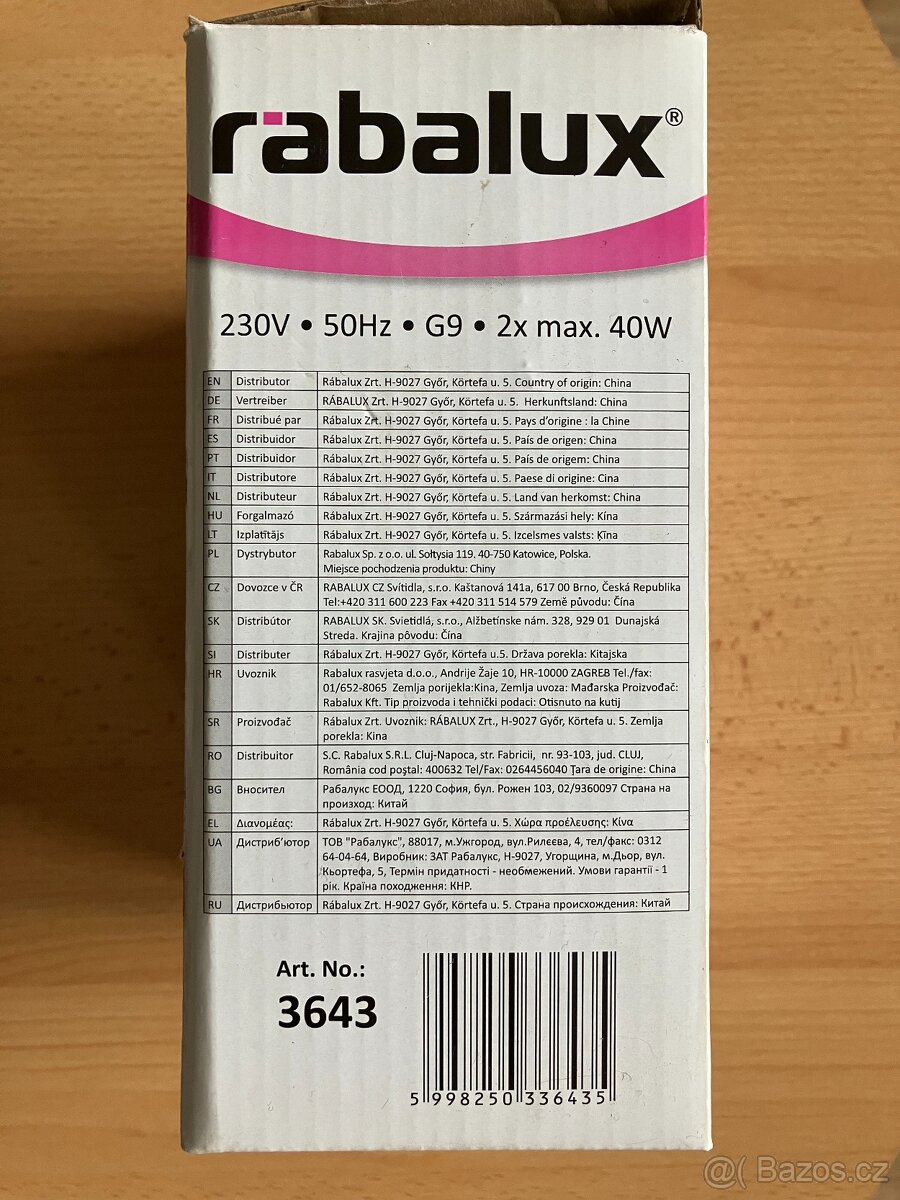 rabalux®
230V • 50Hz • G9 • 2x max. 40W
EN Distributor Rábalux Zrt. H-9027 Győr, Körtefa u. 5. Country of origin: China
DE Vertreiber RÁBALUX Zrt. H-9027 Győr, Körtefa u. 5. Herkunftsland: China
FR Distribué par Rábalux Zrt. H-9027 Győr, Körtefa u. 5. Pays d'origine : la Chine
ES Distribuidor Rábalux Zrt. H-9027 Győr, Körtefa u. 5. País de origen: China
PT Distribuidor Rábalux Zrt. H-9027 Győr, Körtefa u. 5. País de origem: China
IT Distributore Rábalux Zrt. H-9027 Győr, Körtefa u. 5. Paese di origine: Cina
NL Distributeur Rábalux Zrt. H-9027 Győr, Körtefa u. 5. Land van herkomst: China
HU Forgalmazó Rábalux Zrt. H-9027 Győr, Körtefa u. 5. Származási hely: Kína
LT Izplatītājs Rábalux Zrt. H-9027 Győr, Körtefa u. 5. Izcelsmes valsts: Ķīna
PL Dystrybutor Rabalux Sp. z o.o. ul. Sołtysia 119. 40-750 Katowice, Polska.
Miejsce pochodzenia produktu: Chiny
CZ Dovozce v ČR RABALUX CZ Svítidla, s.r.o. Kaštanová 141a, 617 00 Brno, Česká Republika
Tel:+420 311 600 223 Fax +420 311 514 579 Země původu: Čína
SK Distribútor RABALUX SK. Svietidlá, s.r.o., Alžbetínske nám. 328, 929 01 Dunajská
Streda. Krajina pôvodu: Čína
SI Distributer Rábalux Zrt. H-9027 Győr, Körtefa u.5. Država porekla: Kitajska
HR Uvoznik Rabalux rasvjeta d.o.o., Andrije Žaje 10, HR-10000 ZAGREB Tel./fax:
01/652-8065 Zemlja porijekla:Kina, Zemlja uvoza: Mađarska Proizvođač:
Rabalux Kft. Tip proizvoda i tehnički podaci: Otisnuto na kutij
SR Proizvođač Rábalux Zrt. Uvoznik: RÁBALUX Zrt., H-9027 Győr, Körtefa u. 5. Zemlja
porekla: Kina
RO Distribuitor S.C. Rabalux S.R.L. Cluj-Napoca, str. Fabricii, nr. 93-103, jud. CLUJ,
România cod poștal: 400632 Tel/Fax: 0264456040 Țara de origine: China
BG Вносител Рабалукс ЕООД, 1220 София, бул. Рожен 103, 02/9360097 Страна на
произход: Китай
EL Διανομέας: Rábalux Zrt. H-9027 Győr, Körtefa u. 5. Χώρα προέλευσης: Κίνα
UA Дистриб'ютор ТОВ "Рабалукс", 88017, м.Ужгород, вул.Рилєєва, 4, тел/факс: 0312
64-04-64, Виробник: ЗАТ Рабалукс, Н-9027, Угорщина, м.Дьор, вул.
Кьортефа, 5, Термін придатності - необмежений. Умови гарантії - 1
рік. Країна походження: КНР.
RU Дистрибьютор Rábalux Zrt. H-9027 Győr, Körtefa u. 5. Страна происхождения: Китай
Art. No.:
3643
5 998250 336435
@( Bazos.cz